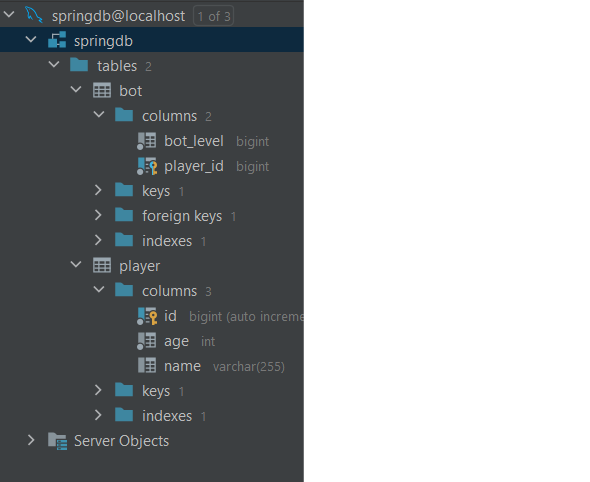 springdb@localhost 1 of 3
springdb
tables 2
bot
columns 2
bot_level bigint
player_id bigint
keys 1
foreign keys 1
indexes 1
player
columns 3
id bigint (auto increme
age int
name varchar(255)
keys 1
indexes 1
Server Objects